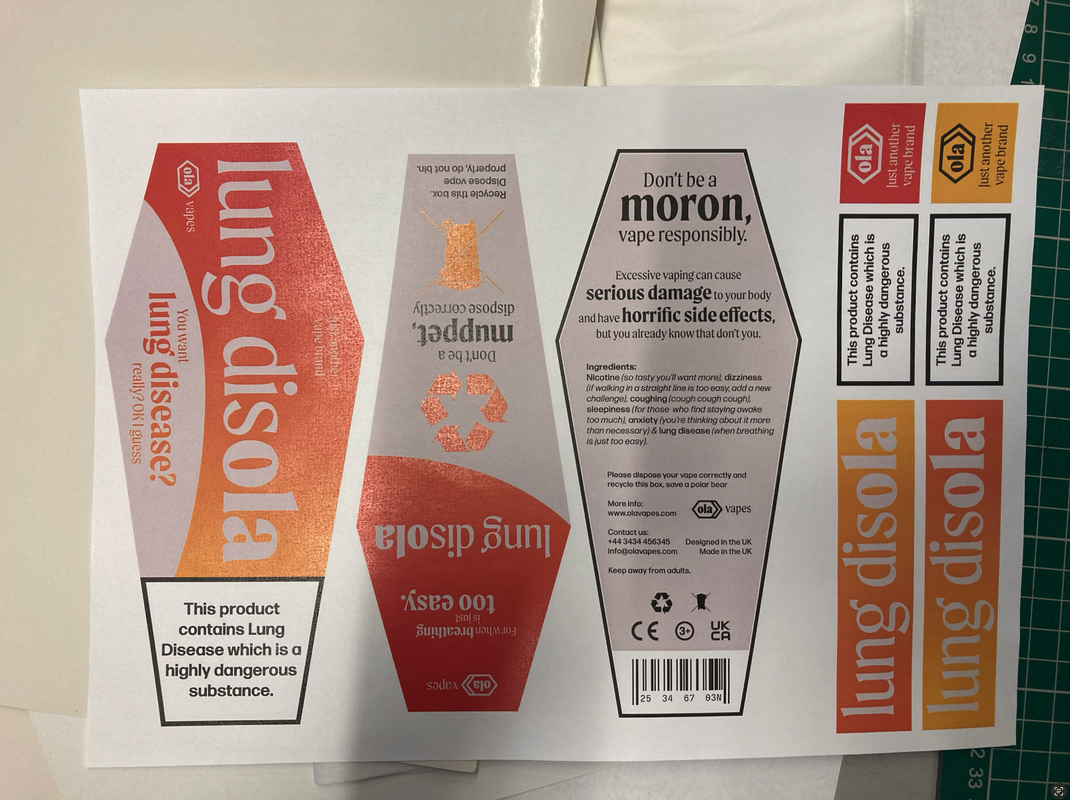 ola
vapes
lung disola
Just another
vape brand
You want
lung disease?
really? OK I guess
This product
contains Lung
Disease which is a
highly dangerous
substance.
Recycle this box.
Dispose vape
properly, do not bin.
Don't be a
muppet,
dispose correctly
lung disola
For when breathing
is just
too easy.
ola
vapes
Don't be a
moron,
vape responsibly.
Excessive vaping can cause
serious damage to your body
and have horrific side effects,
but you already know that don't you.
Ingredients:
Nicotine (so tasty you'll want more), dizziness
(if walking in a straight line is too easy, add a new
challenge), coughing (cough cough cough),
sleepiness (for those who find staying awake
too much), anxiety (you're thinking about it more
than necessary) & lung disease (when breathing
is just too easy).
Please dispose your vape correctly and
recycle this box, save a polar bear
More info:
www.olavapes.com
ola vapes
Contact us:
+44 3434 456345
info@olavapes.com
Designed in the UK
Made in the UK
Keep away from adults.
CE
3+
UK
CA
25 34 67 03N
ola
Just another
vape brand
This product contains
Lung Disease which is
a highly dangerous
substance.
lung disola
ola
Just another
vape brand
This product contains
Lung Disease which is
a highly dangerous
substance.
lung disola
8
9
32
33